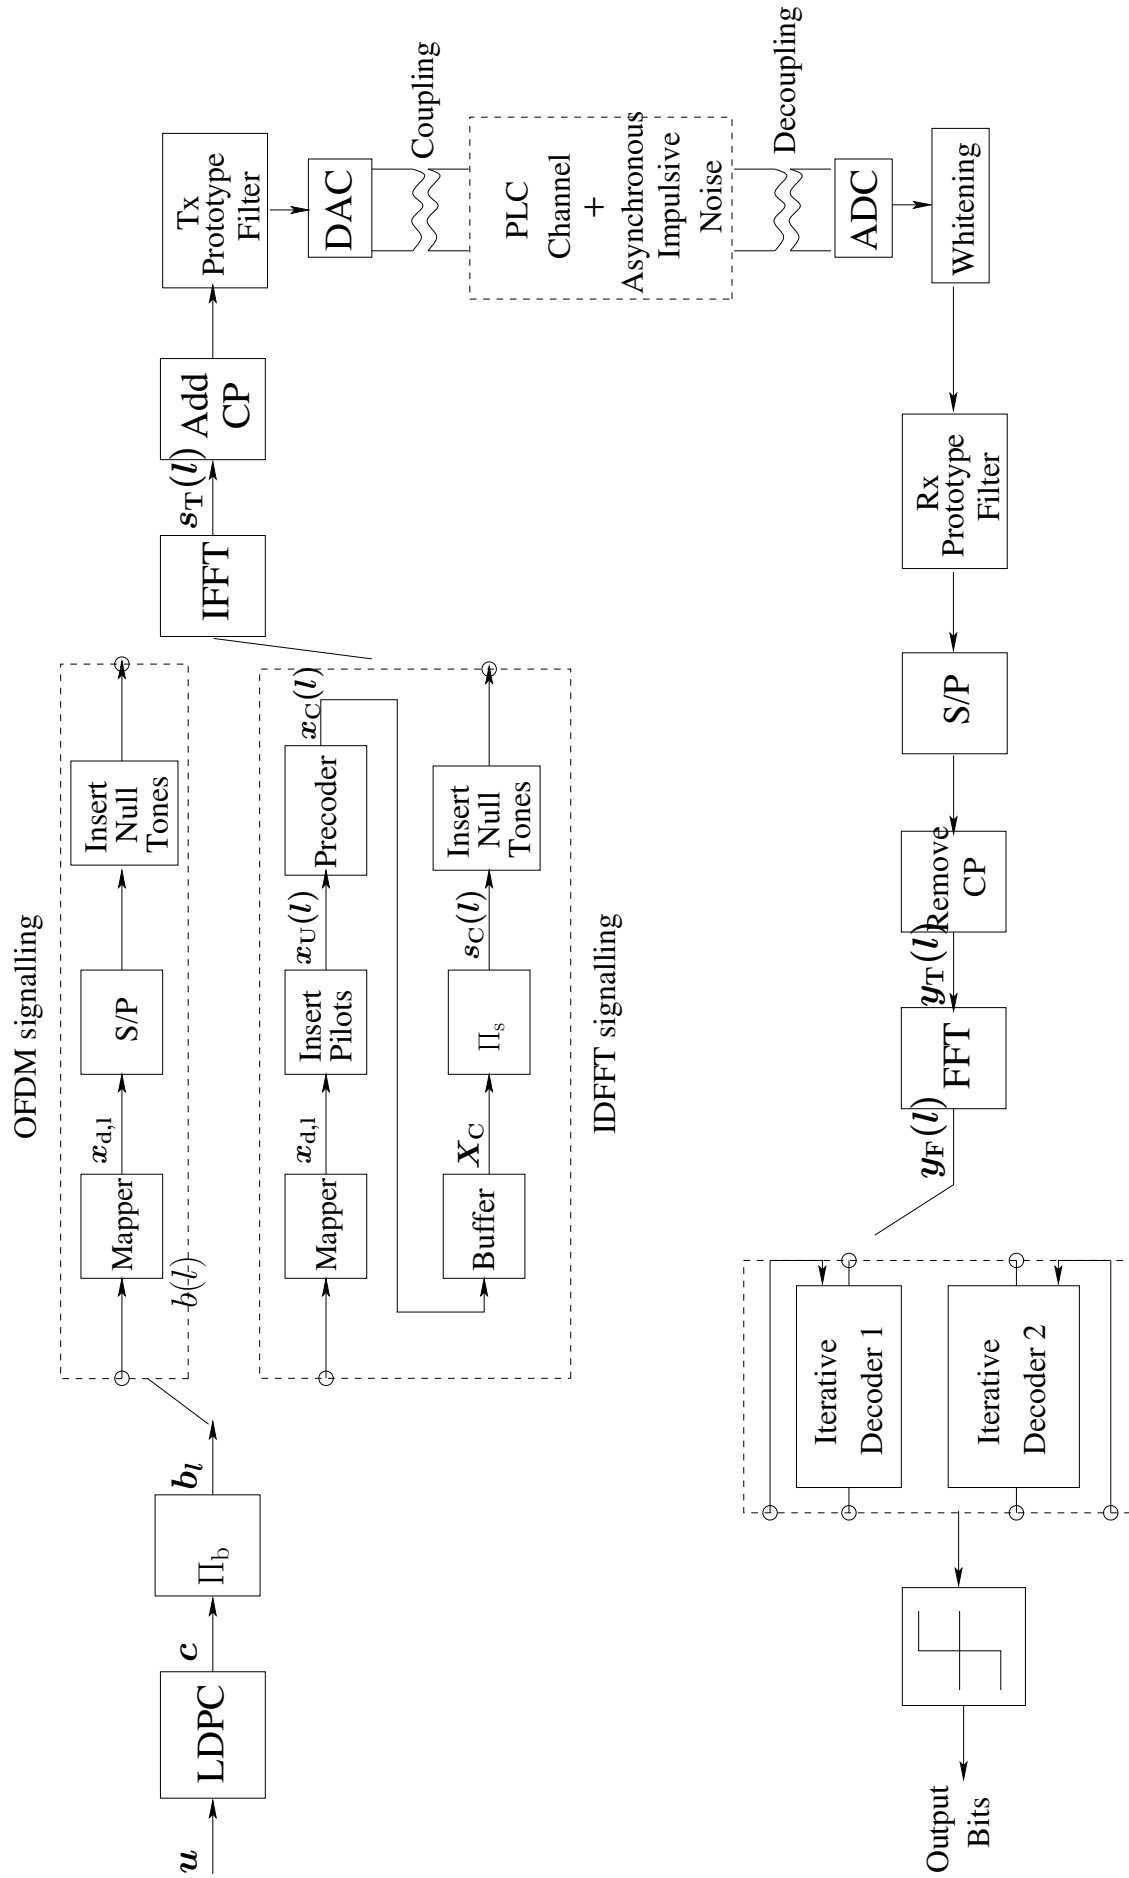 OFDM signalling
Mapper
x_{d,l}
S/P
Insert
Null
Tones
u
LDPC
c
Π_b
b_l
b(l)
Mapper
x_{d,l}
Insert
Pilots
x_U(l)
Precoder
x_C(l)
Buffer
X_C
Π_s
s_C(l)
Insert
Null
Tones
IDFFT signalling
IFFT
s_T(l)
Add
CP
Tx
Prototype
Filter
DAC
Coupling
PLC
Channel
+
Asynchronous
Impulsive
Noise
Decoupling
ADC
Whitening
Rx
Prototype
Filter
S/P
Remove
CP
y_T(l)
FFT
y_F(l)
Iterative
Decoder 1
Iterative
Decoder 2
Output
Bits